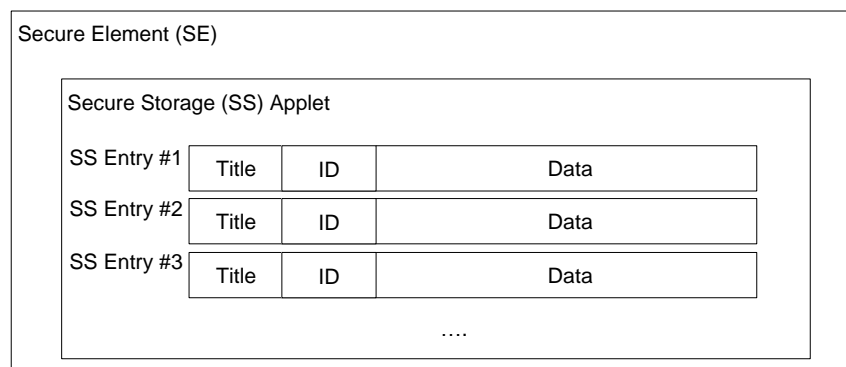 Secure Element (SE)
Secure Storage (SS) Applet
SS Entry #1 Title ID Data
SS Entry #2 Title ID Data
SS Entry #3 Title ID Data
....